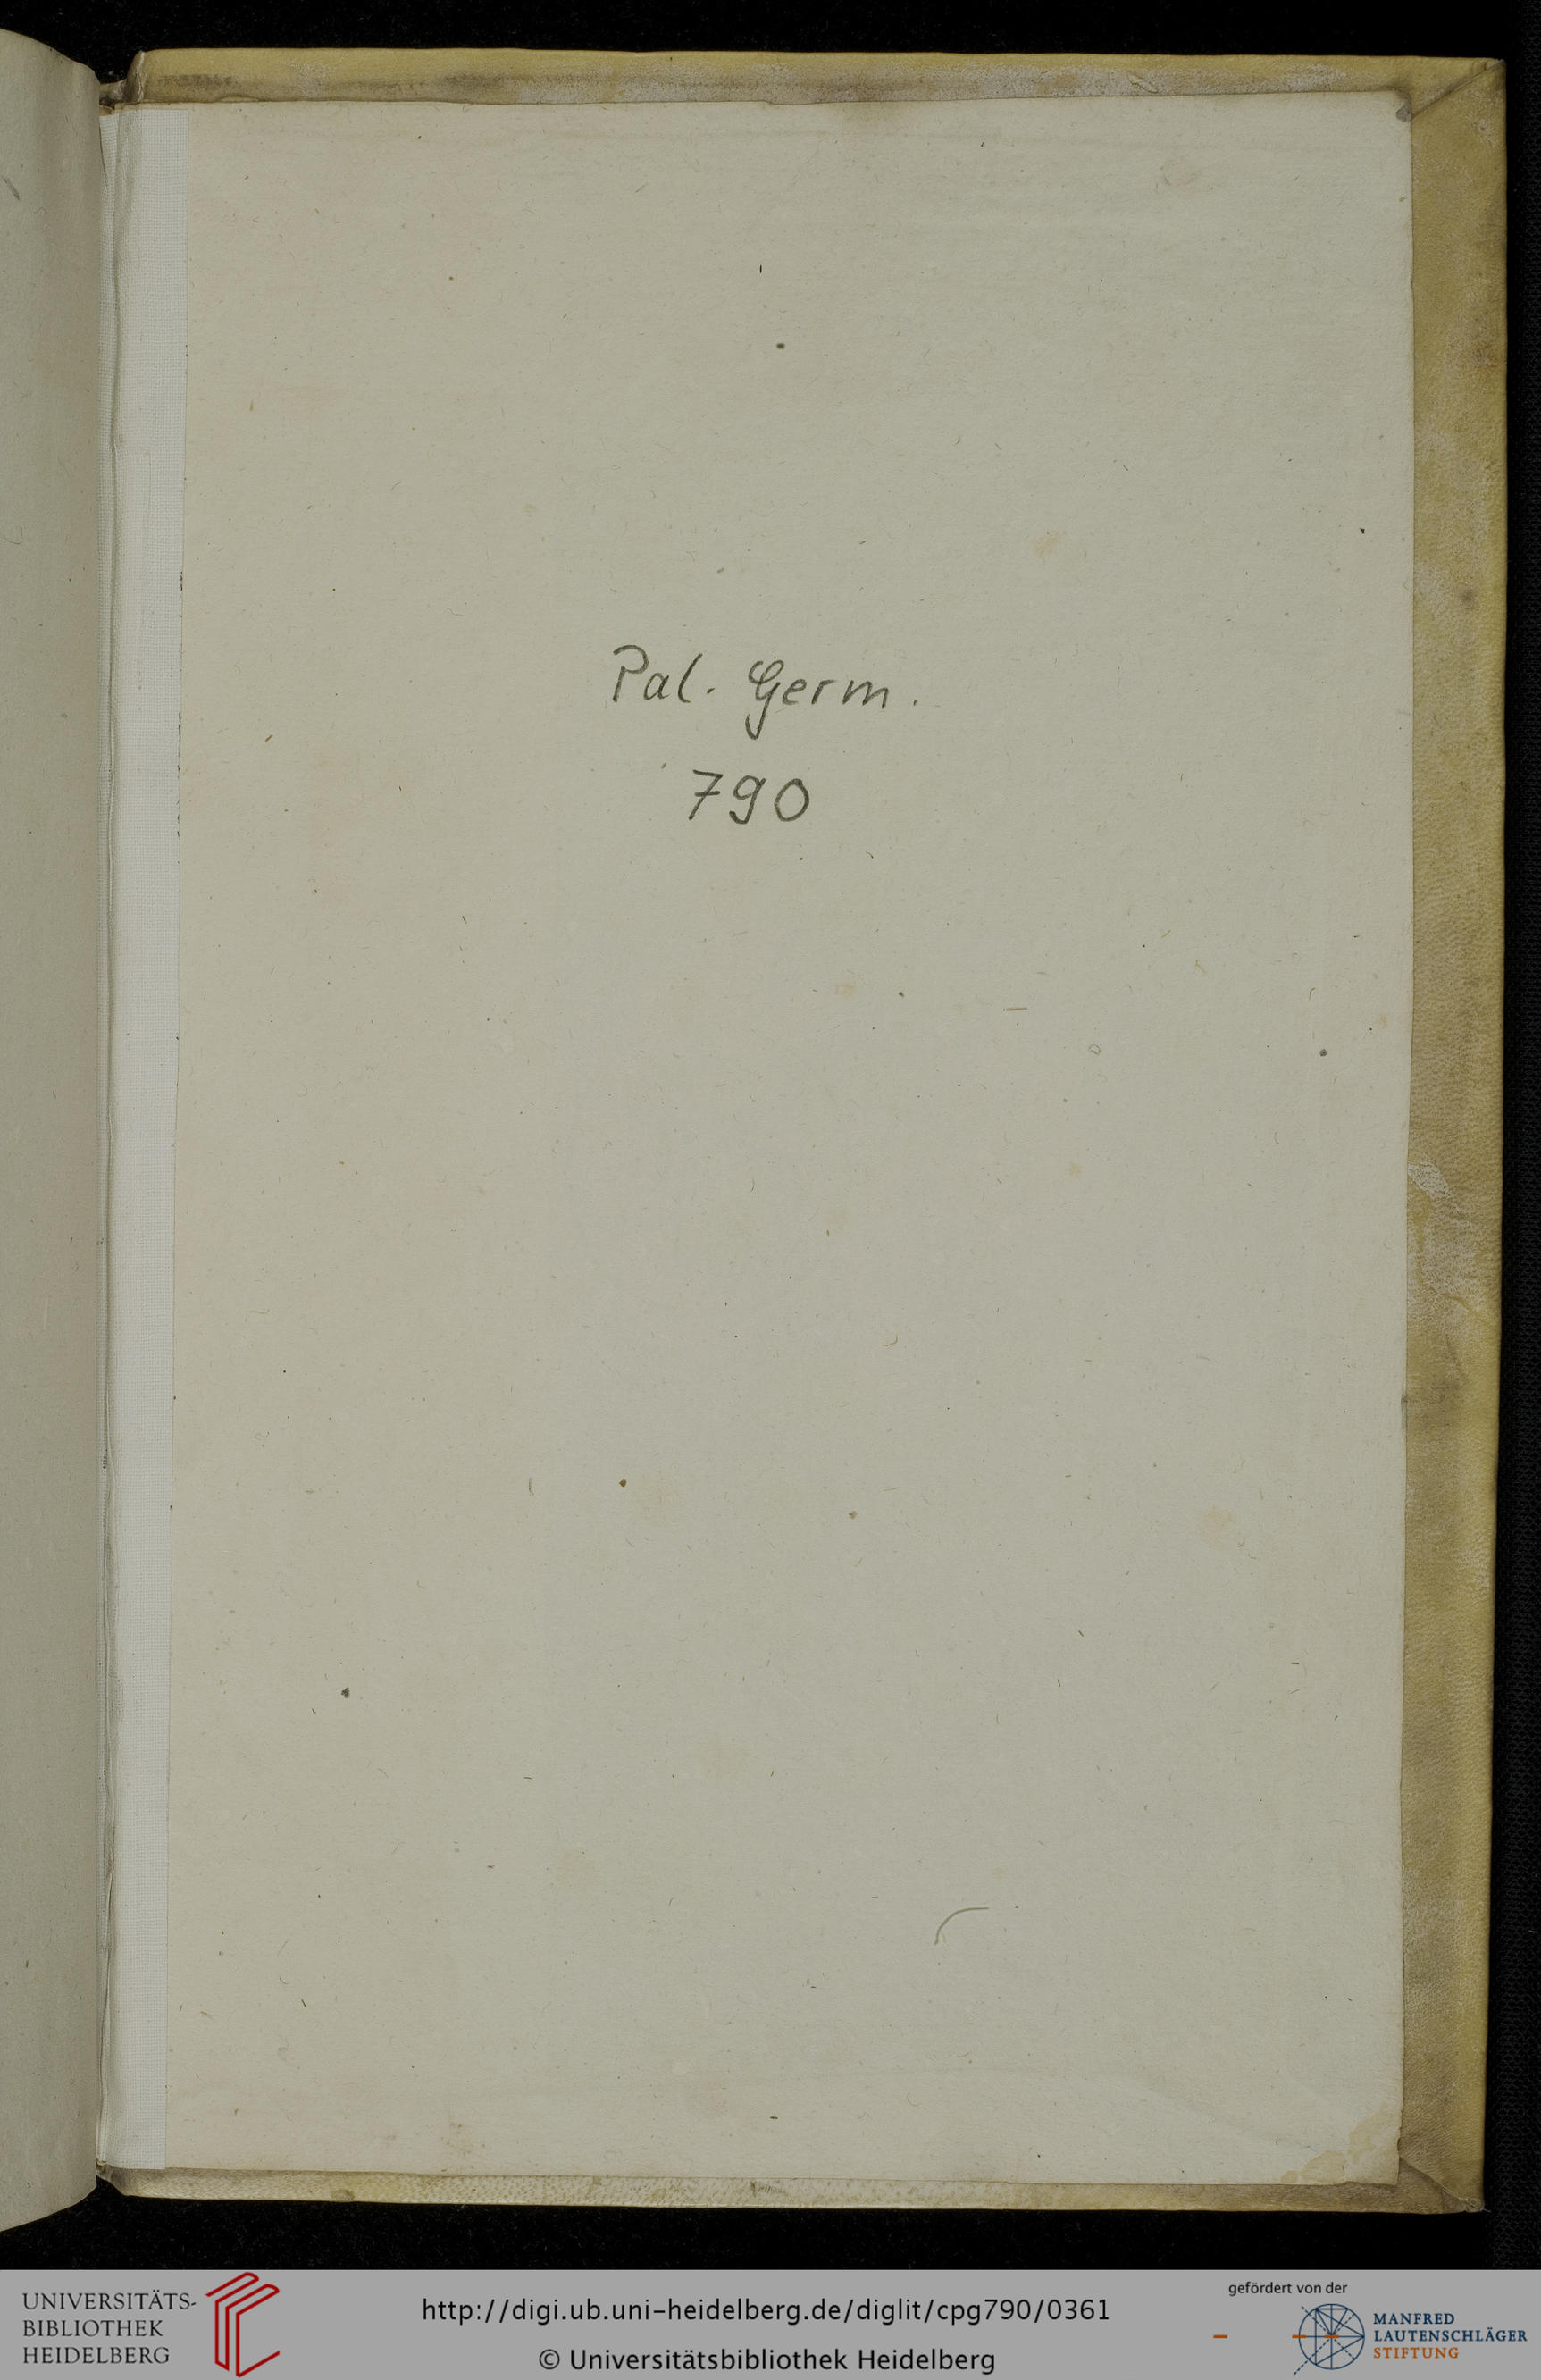 Pal. Germ.
790
UNIVERSITÄTS-
BIBLIOTHEK
HEIDELBERG
http://digi.ub.uni-heidelberg.de/diglit/cpg790/0361
© Universitätsbibliothek Heidelberg
gefördert von der
MANFRED
LAUTENSCHLÄGER
STIFTUNG